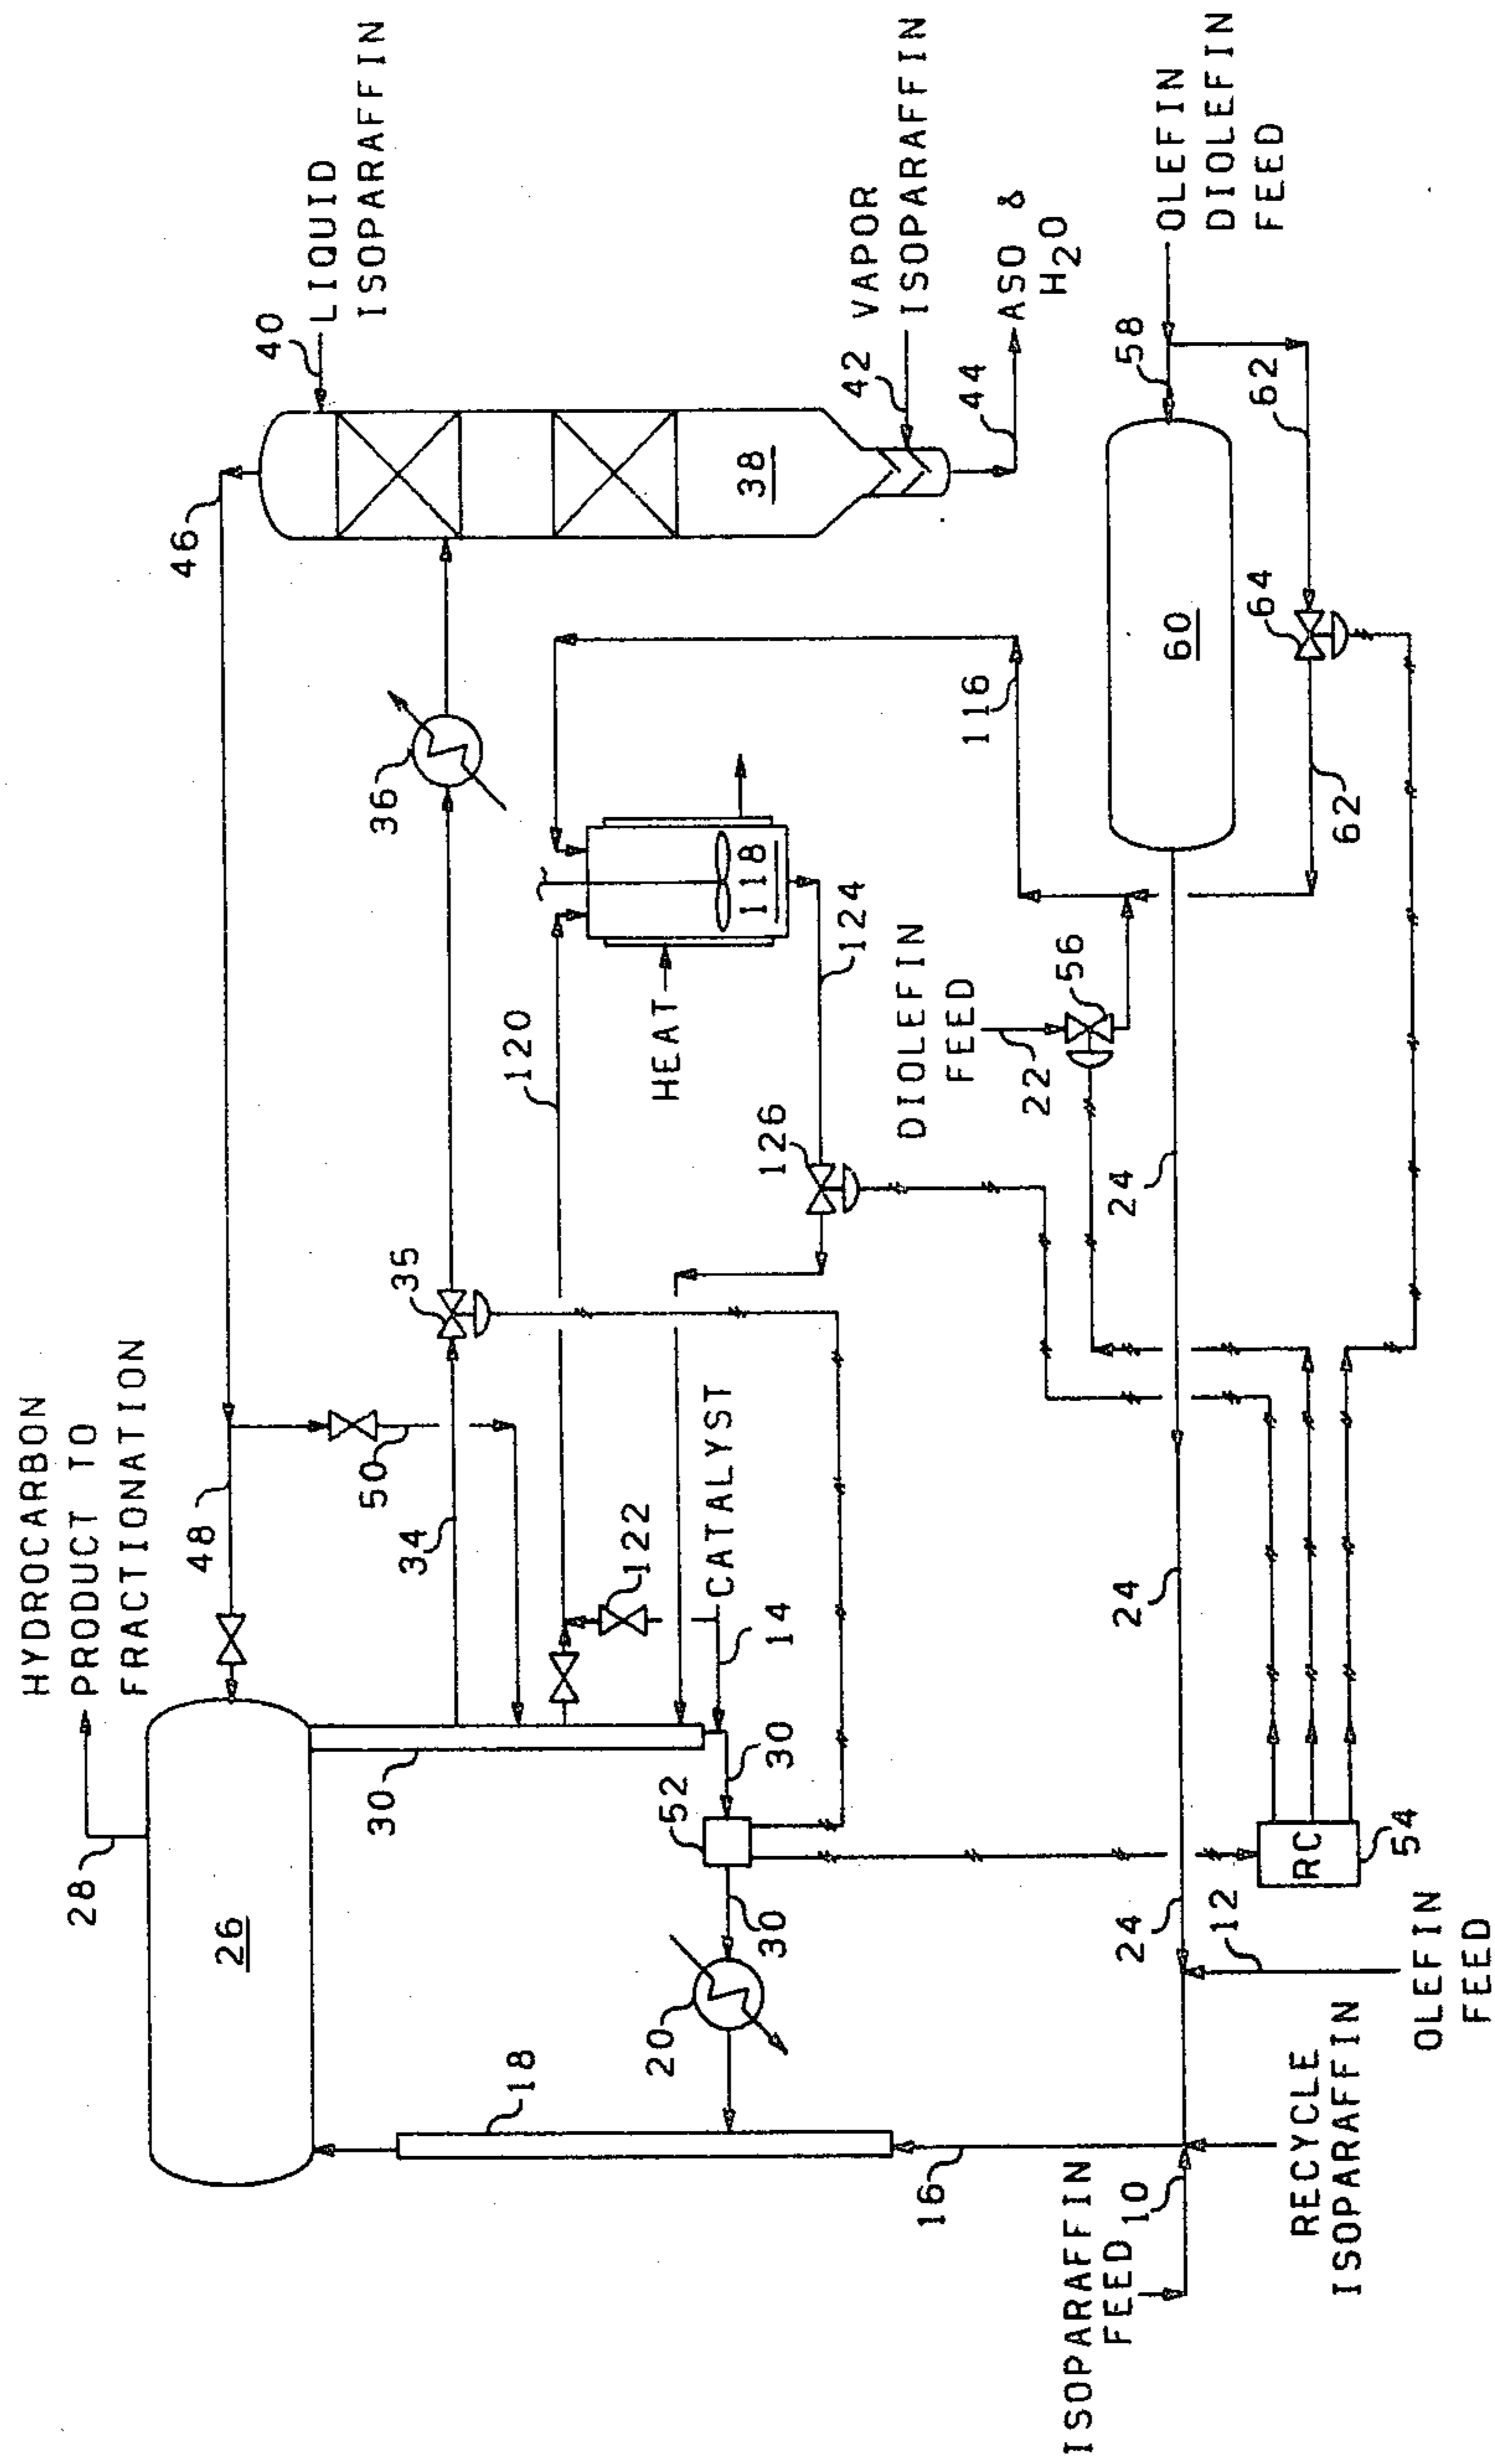 HYDROCARBON
PRODUCT TO
FRACTIONATION
28
26
48
46
40
LIQUID
ISOPARAFFIN
30
34
50
35
36
18
120
122
20
52
HEAT
30
30
14
CATALYST
126
118
38
124
42
VAPOR
ISOPARAFFIN
16
DIOLEFIN
FEED
22
56
116
44
ASO &
H₂O
ISOPARAFFIN
FEED
10
24
24
24
60
58
OLEFIN
DIOLEFIN
FEED
12
RECYCLE
ISOPARAFFIN
RC
54
62
64
62
OLEFIN
FEED